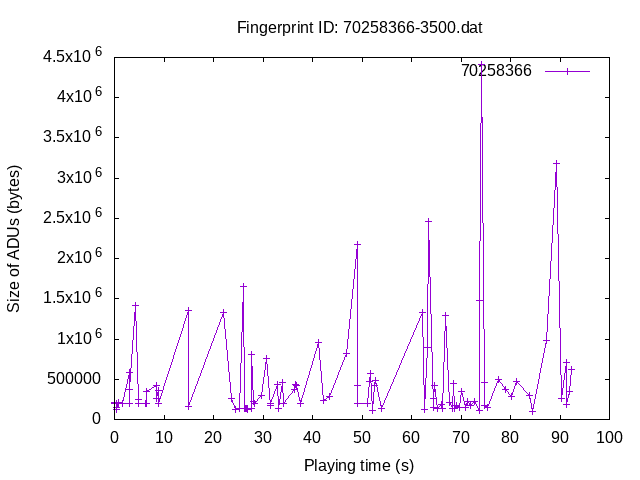 Fingerprint ID: 70258366-3500.dat
70258366
Size of ADUs (bytes)
4.5x10^6
4x10^6
3.5x10^6
3x10^6
2.5x10^6
2x10^6
1.5x10^6
1x10^6
500000
0
0 10 20 30 40 50 60 70 80 90 100
Playing time (s)